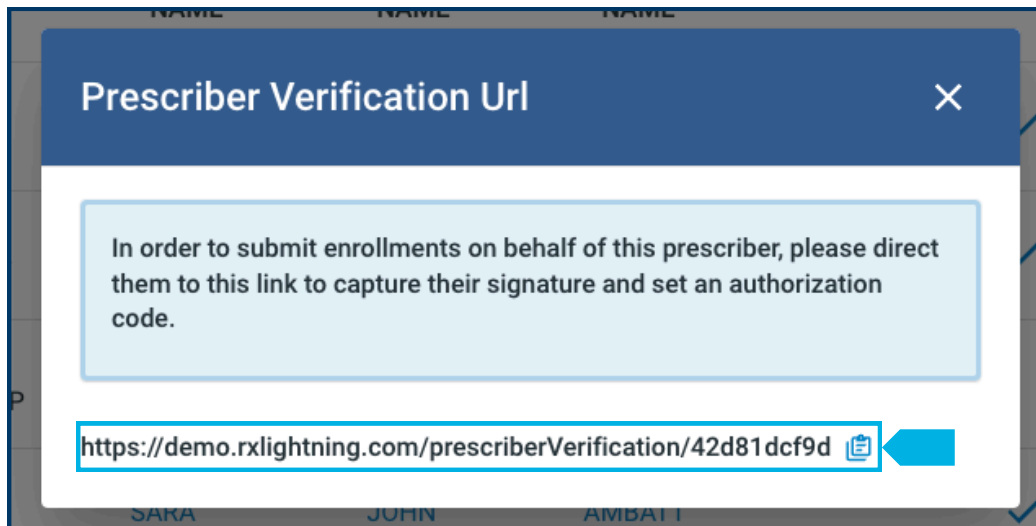 NAME NAME NAME
Prescriber Verification Url
In order to submit enrollments on behalf of this prescriber, please direct
them to this link to capture their signature and set an authorization
code.
P
https://demo.rxlightning.com/prescriberVerification/42d81dcf9d
SARA JOHN AMBATT